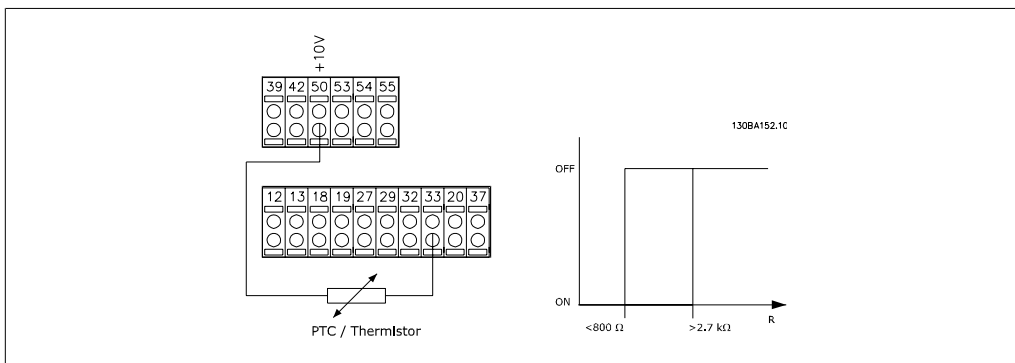 +10V
39 42 50 53 54 55
130BA152.10
OFF
12 13 18 19 27 29 32 33 20 37
ON
R
<800 Ω
>2.7 kΩ
PTC / Thermistor